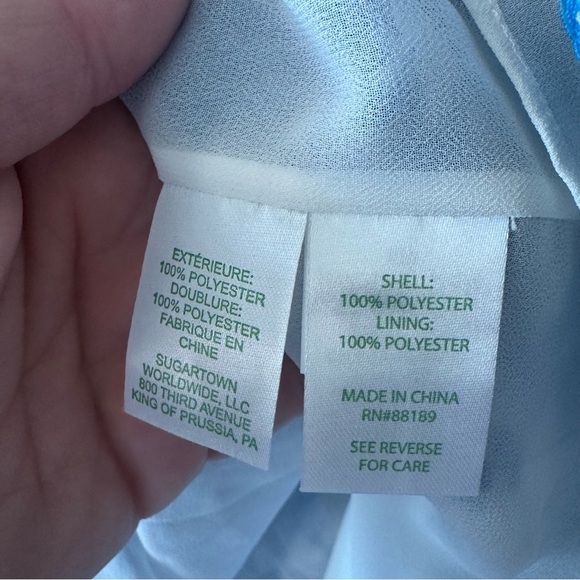 EXTÉRIEURE:
100% POLYESTER
DOUBLURE:
100% POLYESTER
FABRIQUE EN
CHINE
SUGARTOWN
WORLDWIDE, LLC
800 THIRD AVENUE
KING OF PRUSSIA, PA
SHELL:
100% POLYESTER
LINING:
100% POLYESTER
MADE IN CHINA
RN#88189
SEE REVERSE
FOR CARE